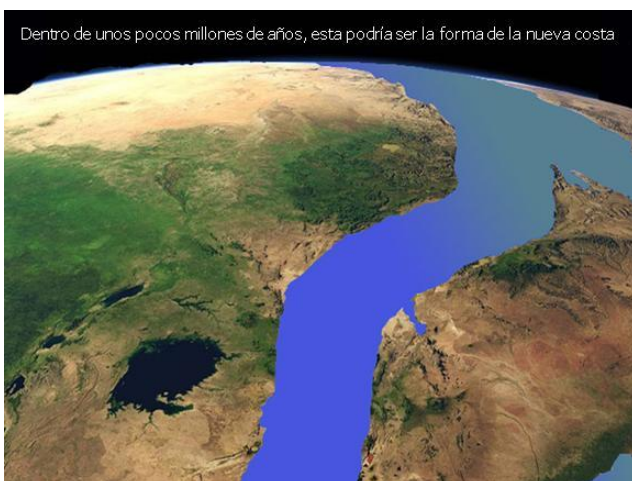 Dentro de unos pocos millones de años, esta podría ser la forma de la nueva costa